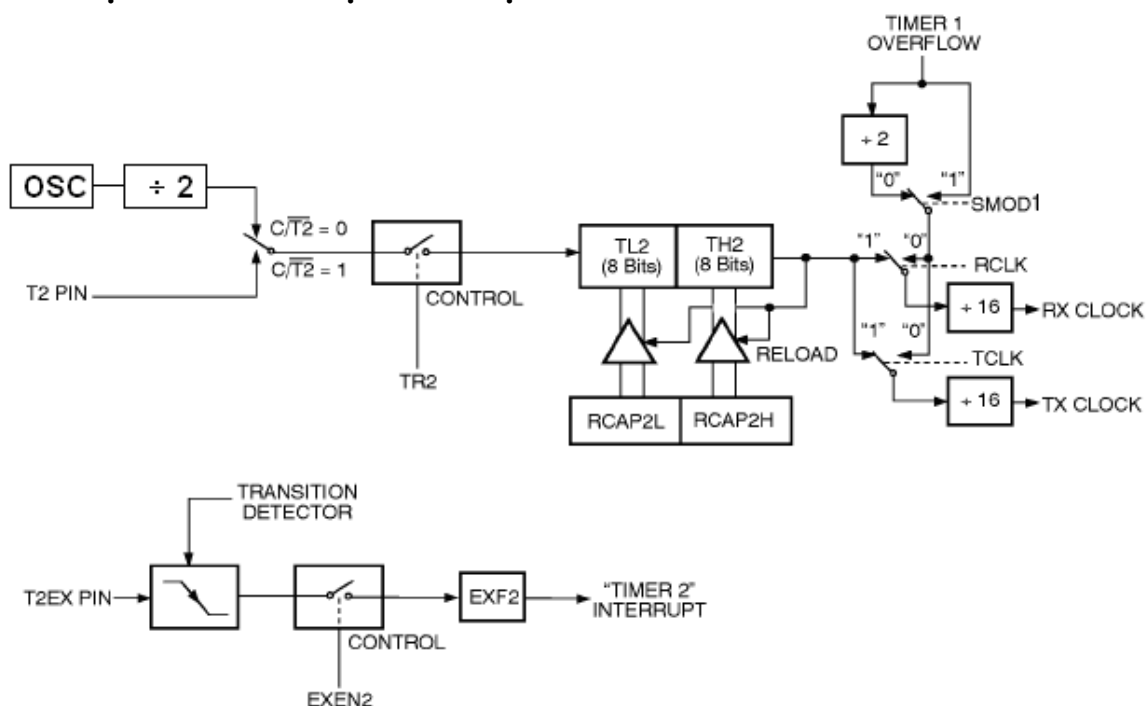 TIMER 1
OVERFLOW
÷ 2
"0"
"1"
SMOD1
OSC
÷ 2
C/T2 = 0
C/T2 = 1
T2 PIN
CONTROL
TR2
TL2
(8 Bits)
TH2
(8 Bits)
"1"
"0"
RCLK
÷ 16
RX CLOCK
"1"
"0"
RELOAD
TCLK
÷ 16
TX CLOCK
RCAP2L
RCAP2H
TRANSITION
DETECTOR
T2EX PIN
CONTROL
EXEN2
EXF2
"TIMER 2"
INTERRUPT